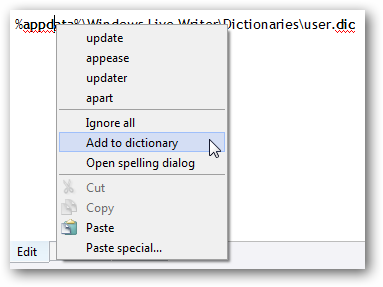 %appdata%\Windows Live Writer\Dictionaries\user.dic
update
appease
updater
apart
Ignore all
Add to dictionary
Open spelling dialog
Cut
Copy
Paste
Paste special...
Edit